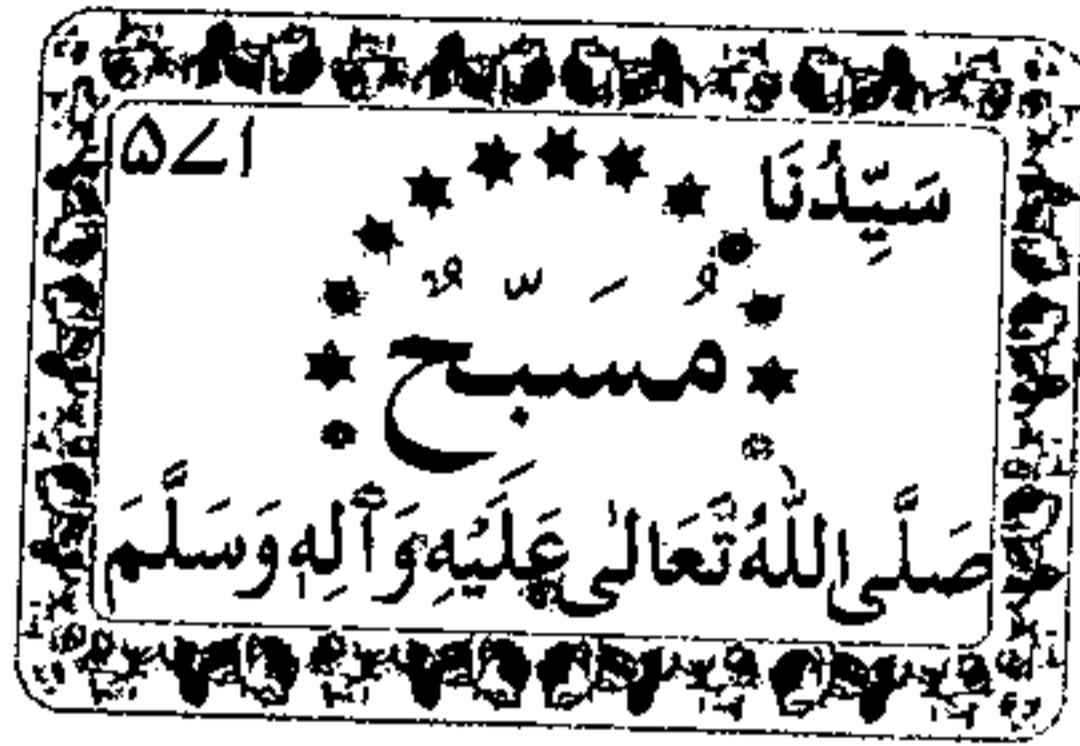 سَيِّدُنَا ۵۷۱
مُسَبّحٌ
صَلَّى اللّٰهُ تَعَالٰى عَلَيْهِ وَآلِهٖ وَسَلَّمَ